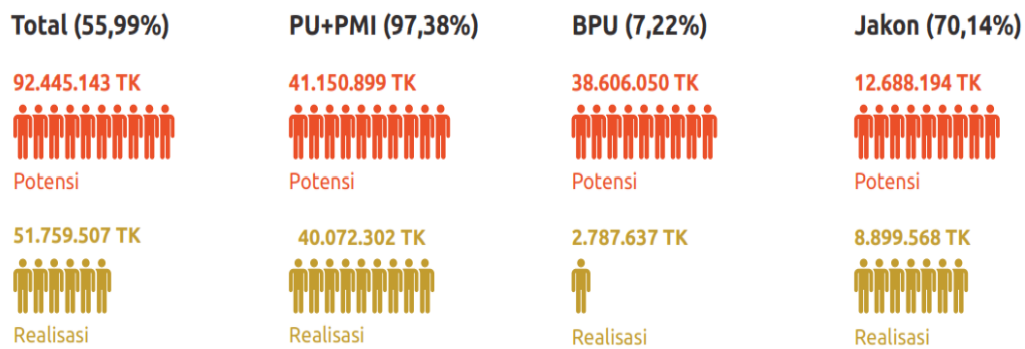 Total (55,99%)
92.445.143 TK
Potensi
51.759.507 TK
Realisasi
PU+PMI (97,38%)
41.150.899 TK
Potensi
40.072.302 TK
Realisasi
BPU (7,22%)
38.606.050 TK
Potensi
2.787.637 TK
Realisasi
Jakon (70,14%)
12.688.194 TK
Potensi
8.899.568 TK
Realisasi